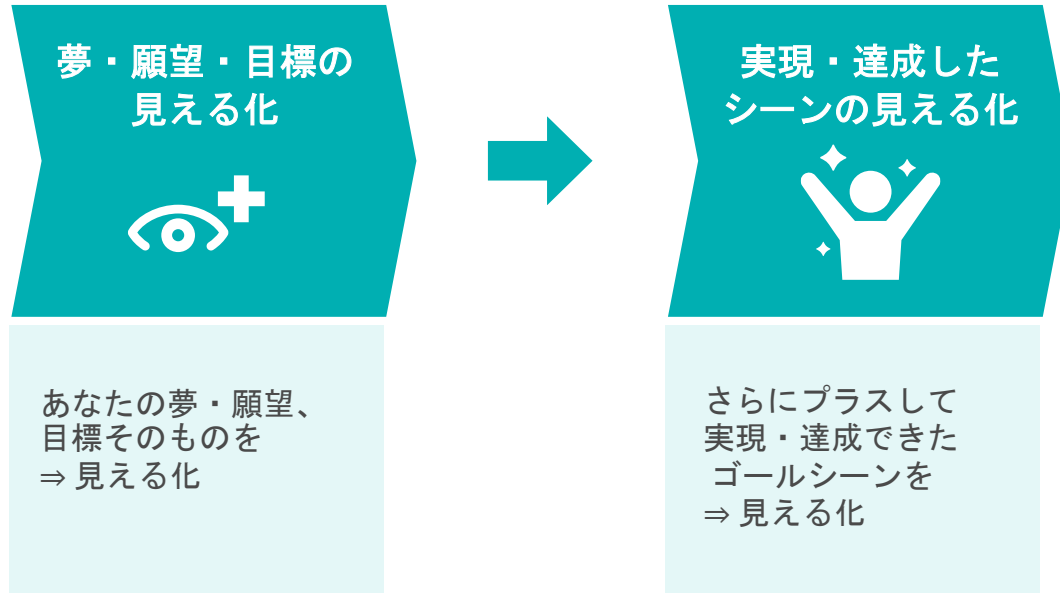 夢・願望・目標の
見える化
実現・達成した
シーンの見える化
あなたの夢・願望、
目標そのものを
⇒ 見える化
さらにプラスして
実現・達成できた
ゴールシーンを
⇒ 見える化